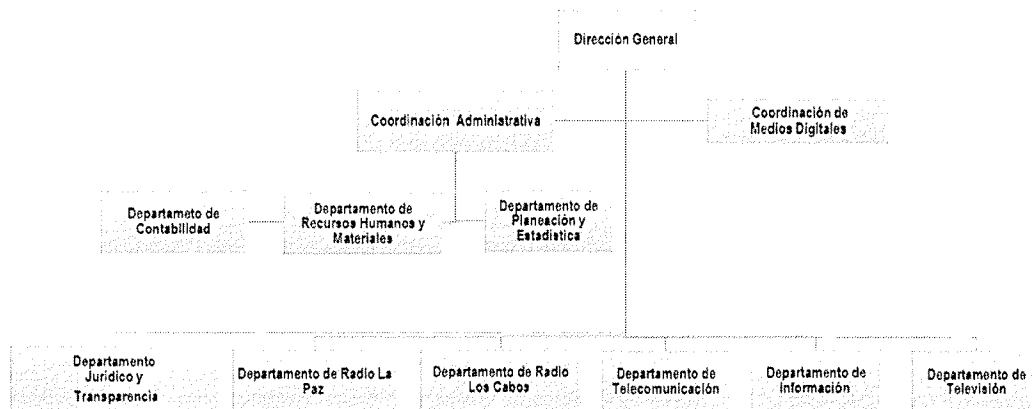 Dirección General
Coordinación Administrativa
Coordinación de
Medios Digitales
Departameto de
Contabilidad
Departamento de
Recursos Humanos y
Materiales
Departamento de
Planeación y
Estadística
Departamento
Jurídico y
Transparencia
Departamento de Radio La
Paz
Departamento de Radio
Los Cabos
Departamento de
Telecomunicación
Departamento de
Información
Departamento de
Televisión